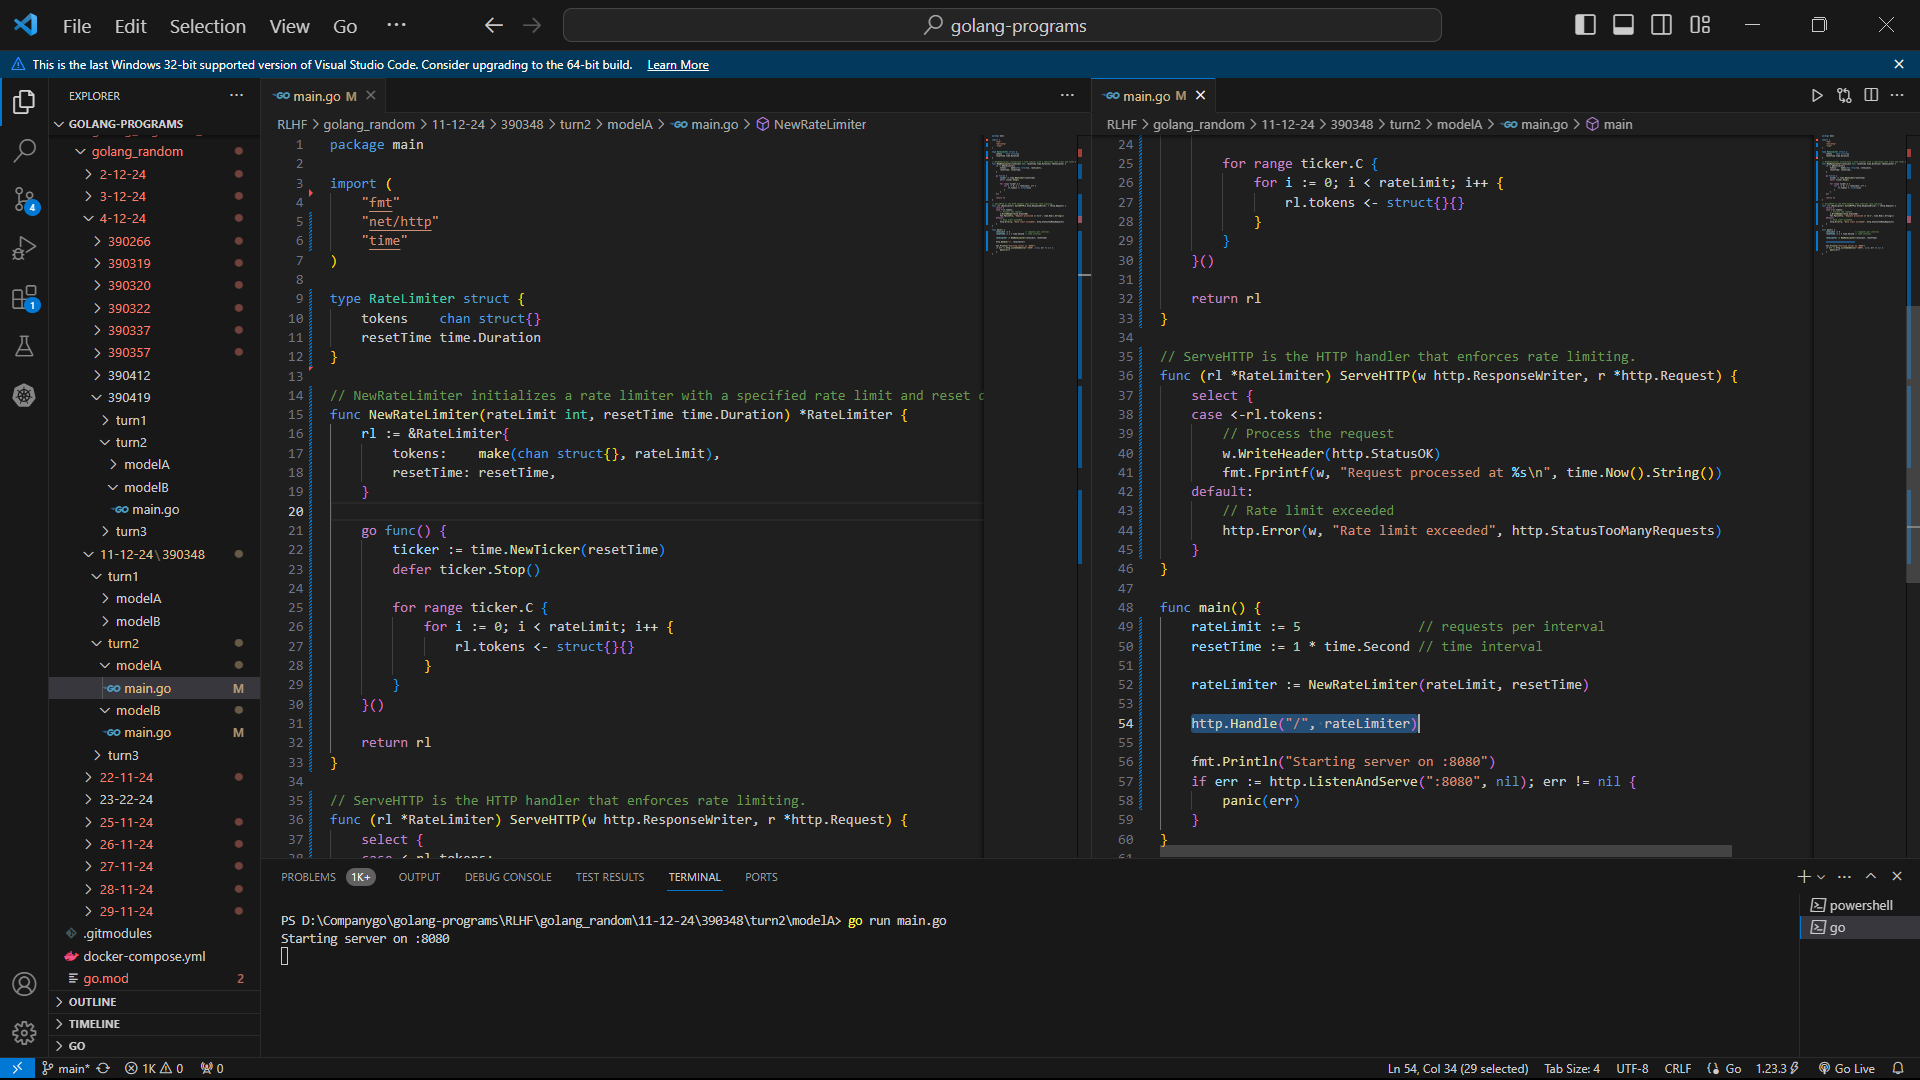 File Edit Selection View Go ···
golang-programs
This is the last Windows 32-bit supported version of Visual Studio Code. Consider upgrading to the 64-bit build. Learn More
EXPLORER
GOLANG-PROGRAMS
golang_random
2-12-24
3-12-24
4-12-24
390266
390319
390320
390322
390337
390357
390412
390419
turn1
turn2
modelA
modelB
main.go
turn3
11-12-24\390348
turn1
modelA
modelB
turn2
modelA
main.go M
modelB
main.go M
turn3
22-11-24
23-22-24
25-11-24
26-11-24
27-11-24
28-11-24
29-11-24
.gitmodules
docker-compose.yml
go.mod 2
OUTLINE
TIMELINE
GO
4
1
main.go M
RLHF > golang_random > 11-12-24 > 390348 > turn2 > modelA > main.go > NewRateLimiter
1 package main
2
3 import (
4 "fmt"
5 "net/http"
6 "time"
7 )
8
9 type RateLimiter struct {
10 tokens    chan struct{}
11 resetTime time.Duration
12 }
13
14 // NewRateLimiter initializes a rate limiter with a specified rate limit and reset
15 func NewRateLimiter(rateLimit int, resetTime time.Duration) *RateLimiter {
16 rl := &RateLimiter{
17 tokens:    make(chan struct{}, rateLimit),
18 resetTime: resetTime,
19 }
20
21 go func() {
22 ticker := time.NewTicker(resetTime)
23 defer ticker.Stop()
24
25 for range ticker.C {
26 for i := 0; i < rateLimit; i++ {
27 rl.tokens <- struct{}{}
28 }
29 }
30 }()
31
32 return rl
33 }
34
35 // ServeHTTP is the HTTP handler that enforces rate limiting.
36 func (rl *RateLimiter) ServeHTTP(w http.ResponseWriter, r *http.Request) {
37 select {
38 case <-rl.tokens:
main.go M
RLHF > golang_random > 11-12-24 > 390348 > turn2 > modelA > main.go > main
24
25 for range ticker.C {
26 for i := 0; i < rateLimit; i++ {
27 rl.tokens <- struct{}{}
28 }
29 }
30 }()
31
32 return rl
33 }
34
35 // ServeHTTP is the HTTP handler that enforces rate limiting.
36 func (rl *RateLimiter) ServeHTTP(w http.ResponseWriter, r *http.Request) {
37 select {
38 case <-rl.tokens:
39 // Process the request
40 w.WriteHeader(http.StatusOK)
41 fmt.Fprintf(w, "Request processed at %s\n", time.Now().String())
42 default:
43 // Rate limit exceeded
44 http.Error(w, "Rate limit exceeded", http.StatusTooManyRequests)
45 }
46 }
47
48 func main() {
49 rateLimit := 5               // requests per interval
50 resetTime := 1 * time.Second // time interval
51
52 rateLimiter := NewRateLimiter(rateLimit, resetTime)
53
54 http.Handle("/", rateLimiter)
55
56 fmt.Println("Starting server on :8080")
57 if err := http.ListenAndServe(":8080", nil); err != nil {
58 panic(err)
59 }
60 }
61
PROBLEMS 1K+ OUTPUT DEBUG CONSOLE TEST RESULTS TERMINAL PORTS
PS D:\Companygo\golang-programs\RLHF\golang_random\11-12-24\390348\turn2\modelA> go run main.go
Starting server on :8080
powershell
go
main* 1K 0 0 Ln 54, Col 34 (29 selected) Tab Size: 4 UTF-8 CRLF Go 1.23.3 Go Live